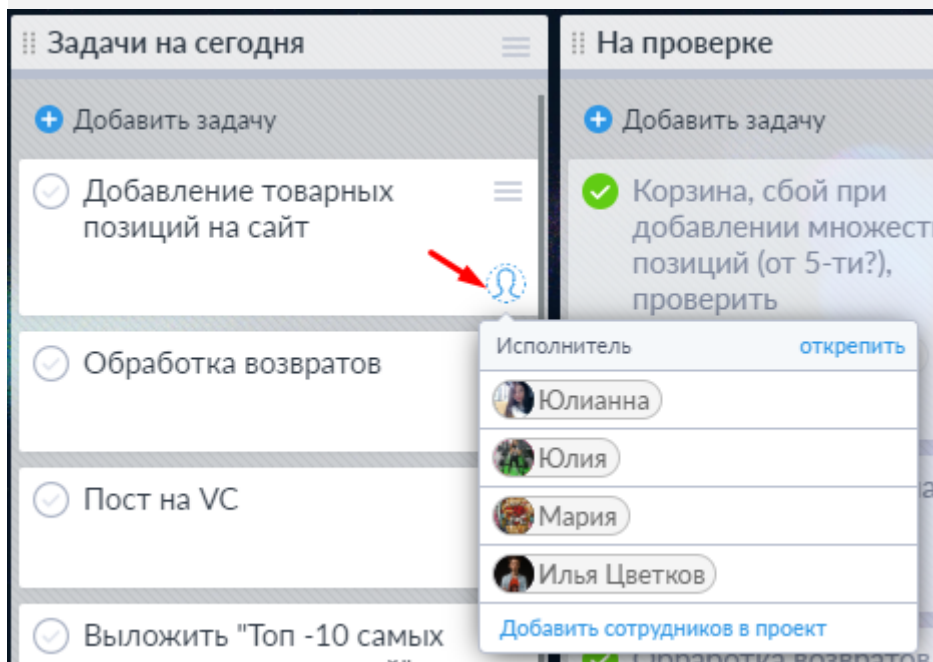 Задачи на сегодня
Добавить задачу
Добавление товарных
позиций на сайт
Обработка возвратов
Пост на VC
Выложить "Топ -10 самых
На проверке
Добавить задачу
Корзина, сбой при
добавлении множест
позиций (от 5-ти?),
проверить
Исполнитель открепить
Юлианна
Юлия
Мария
Илья Цветков
Добавить сотрудников в проект
Обработка возвратов